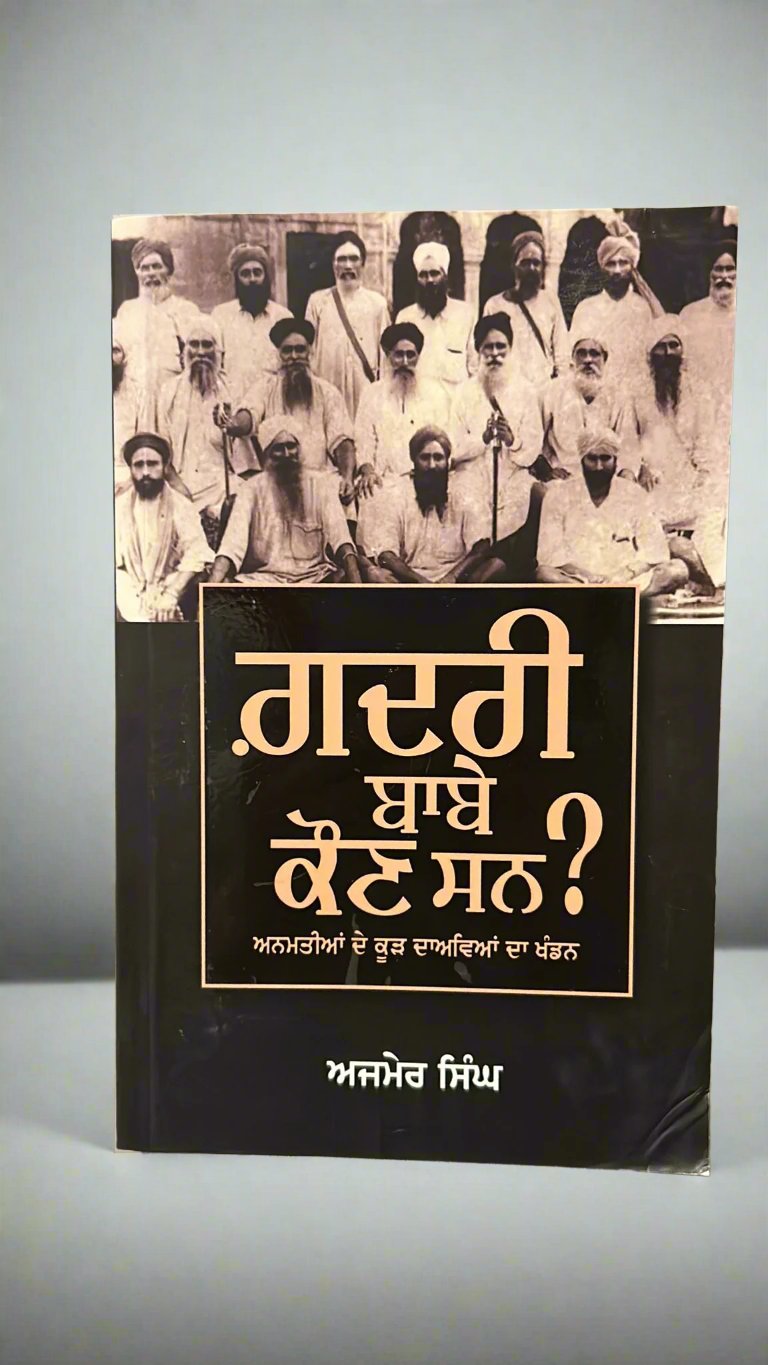 ਗ਼ਦਰੀ
ਬਾਬੇ
ਕੌਣ ਸਨ?
ਅਨਮਤੀਆਂ ਦੇ ਕੂੜ ਦਾਅਵਿਆਂ ਦਾ ਖੰਡਨ
ਅਜਮੇਰ ਸਿੰਘ